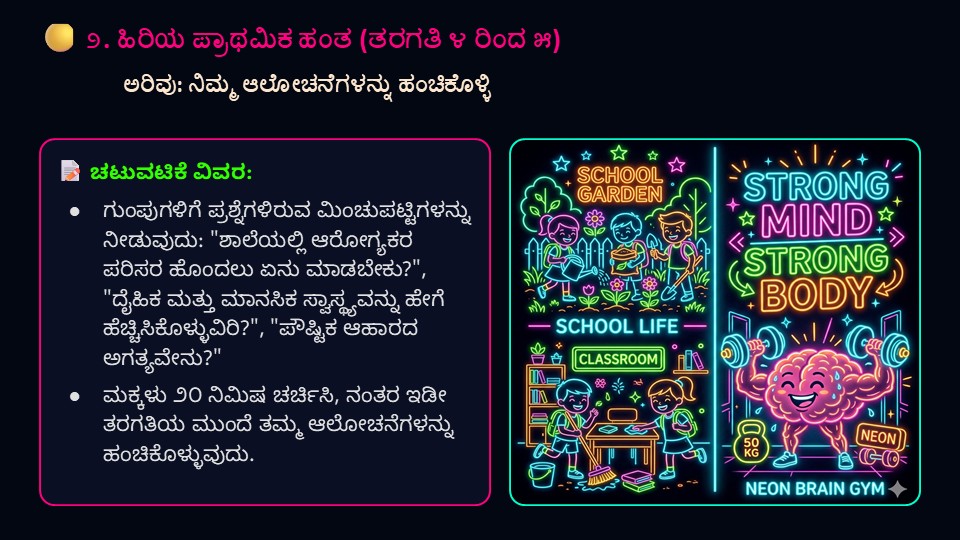 ೨. ಹಿರಿಯ ಪ್ರಾಥಮಿಕ ಹಂತ (ತರಗತಿ ೪ ರಿಂದ ೫)
ಅರಿವು: ನಿಮ್ಮ ಆಲೋಚನೆಗಳನ್ನು ಹಂಚಿಕೊಳ್ಳಿ
ಚಟುವಟಿಕೆ ವಿವರ:
● ಗುಂಪುಗಳಿಗೆ ಪ್ರಶ್ನೆಗಳಿರುವ ಮಿಂಚುಪಟ್ಟಿಗಳನ್ನು
ನೀಡುವುದು: "ಶಾಲೆಯಲ್ಲಿ ಆರೋಗ್ಯಕರ
ಪರಿಸರ ಹೊಂದಲು ಏನು ಮಾಡಬೇಕು?",
"ದೈಹಿಕ ಮತ್ತು ಮಾನಸಿಕ ಸ್ವಾಸ್ಥ್ಯವನ್ನು ಹೇಗೆ
ಹೆಚ್ಚಿಸಿಕೊಳ್ಳುವಿರಿ?", "ಪೌಷ್ಟಿಕ ಆಹಾರದ
ಅಗತ್ಯವೇನು?"
● ಮಕ್ಕಳು ೨೦ ನಿಮಿಷ ಚರ್ಚಿಸಿ, ನಂತರ ಇಡೀ
ತರಗತಿಯ ಮುಂದೆ ತಮ್ಮ ಆಲೋಚನೆಗಳನ್ನು
ಹಂಚಿಕೊಳ್ಳುವುದು.
SCHOOL
GARDEN
SCHOOL LIFE
CLASSROOM
STRONG
MIND
STRONG
BODY
50
KG
NEON
NEON BRAIN GYM